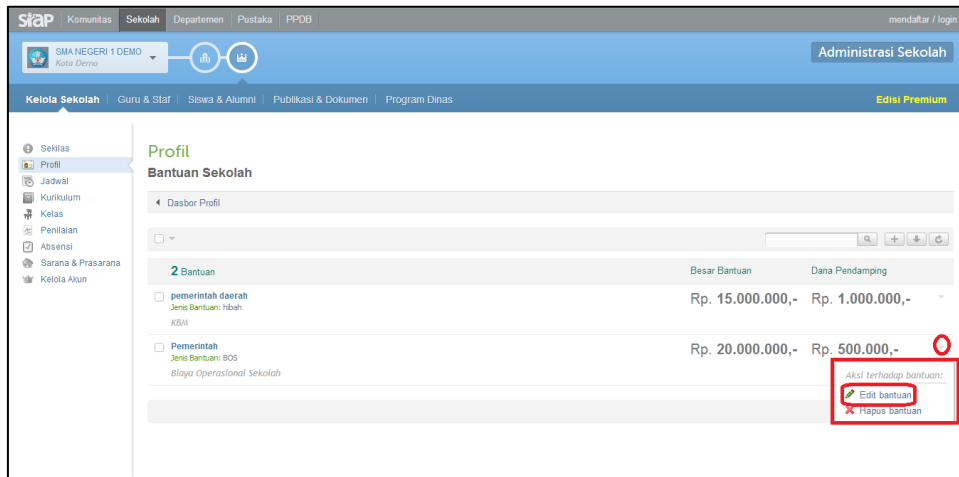 siap Komunitas Sekolah Departemen Pustaka PPDB mendaftar / login
SMA NEGERI 1 DEMO
Kota Demo
Administrasi Sekolah
Kelola Sekolah Guru & Staf Siswa & Alumni Publikasi & Dokumen Program Dinas Edisi Premium
Sekilas
Profil
Jadwal
Kurikulum
Kelas
Penilaian
Absensi
Sarana & Prasarana
Kelola Akun
Profil
Bantuan Sekolah
Dasbor Profil
2 Bantuan Besar Bantuan Dana Pendamping
pemerintah daerah Rp. 15.000.000,- Rp. 1.000.000,-
Jenis Bantuan: hibah
KBM
Pemerintah Rp. 20.000.000,- Rp. 500.000,-
Jenis Bantuan: BOS
Biaya Operasional Sekolah
Aksi terhadap bantuan:
Edit bantuan
Hapus bantuan